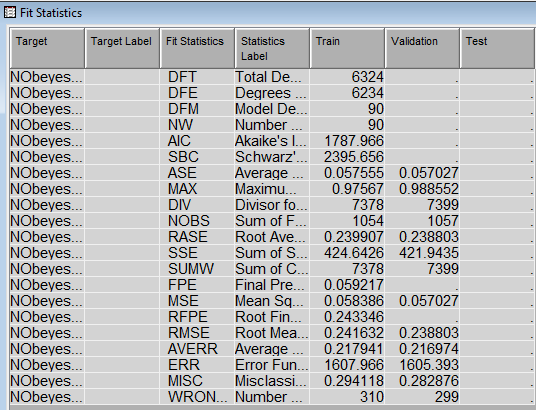 Fit Statistics
Target Target Label Fit Statistics Statistics Label Train Validation Test
NObeyes... DFT Total De... 6324 . .
NObeyes... DFE Degrees ... 6234 . .
NObeyes... DFM Model De... 90 . .
NObeyes... NW Number ... 90 . .
NObeyes... AIC Akaike's I... 1787.966 . .
NObeyes... SBC Schwarz'... 2395.656 . .
NObeyes... ASE Average ... 0.057555 0.057027 .
NObeyes... MAX Maximu... 0.97567 0.988552 .
NObeyes... DIV Divisor fo... 7378 7399 .
NObeyes... NOBS Sum of F... 1054 1057 .
NObeyes... RASE Root Ave... 0.239907 0.238803 .
NObeyes... SSE Sum of S... 424.6426 421.9435 .
NObeyes... SUMW Sum of C... 7378 7399 .
NObeyes... FPE Final Pre... 0.059217 . .
NObeyes... MSE Mean Sq... 0.058386 0.057027 .
NObeyes... RFPE Root Fin... 0.243346 . .
NObeyes... RMSE Root Mea... 0.241632 0.238803 .
NObeyes... AVERR Average ... 0.217941 0.216974 .
NObeyes... ERR Error Fun... 1607.966 1605.393 .
NObeyes... MISC Misclassi... 0.294118 0.282876 .
NObeyes... WRON... Number ... 310 299 .